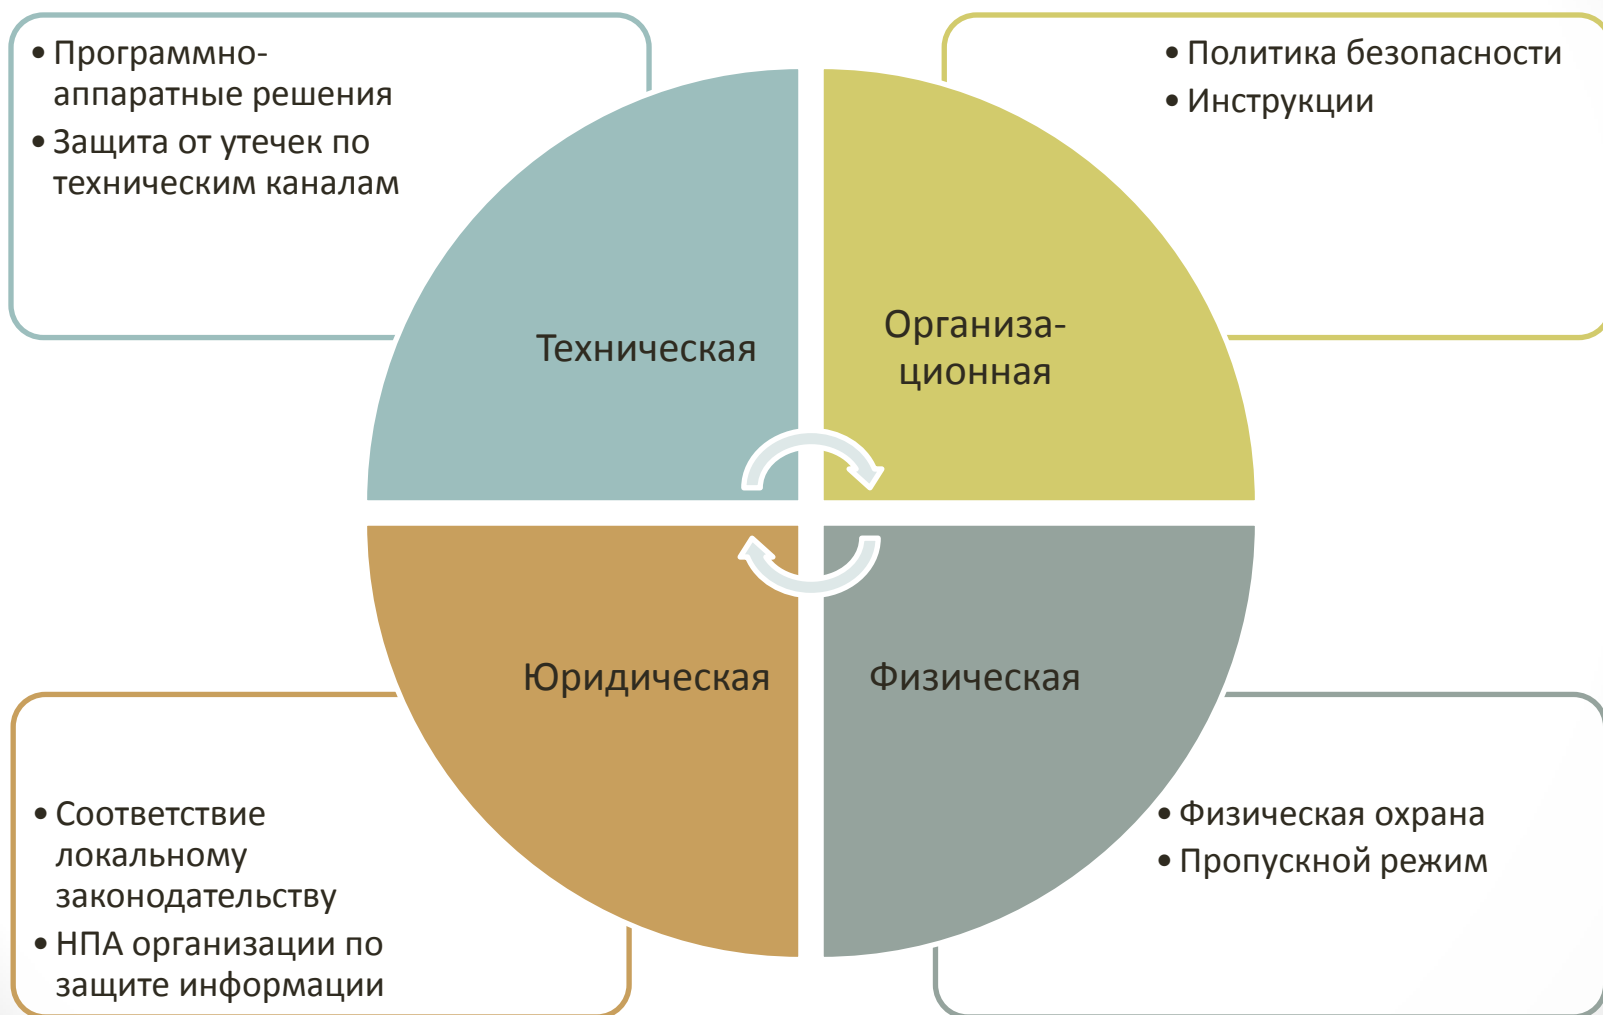 • Программно-
аппаратные решения
• Защита от утечек по
техническим каналам
• Политика безопасности
• Инструкции
Техническая
Организа-
ционная
Юридическая
Физическая
• Соответствие
локальному
законодательству
• НПА организации по
защите информации
• Физическая охрана
• Пропускной режим